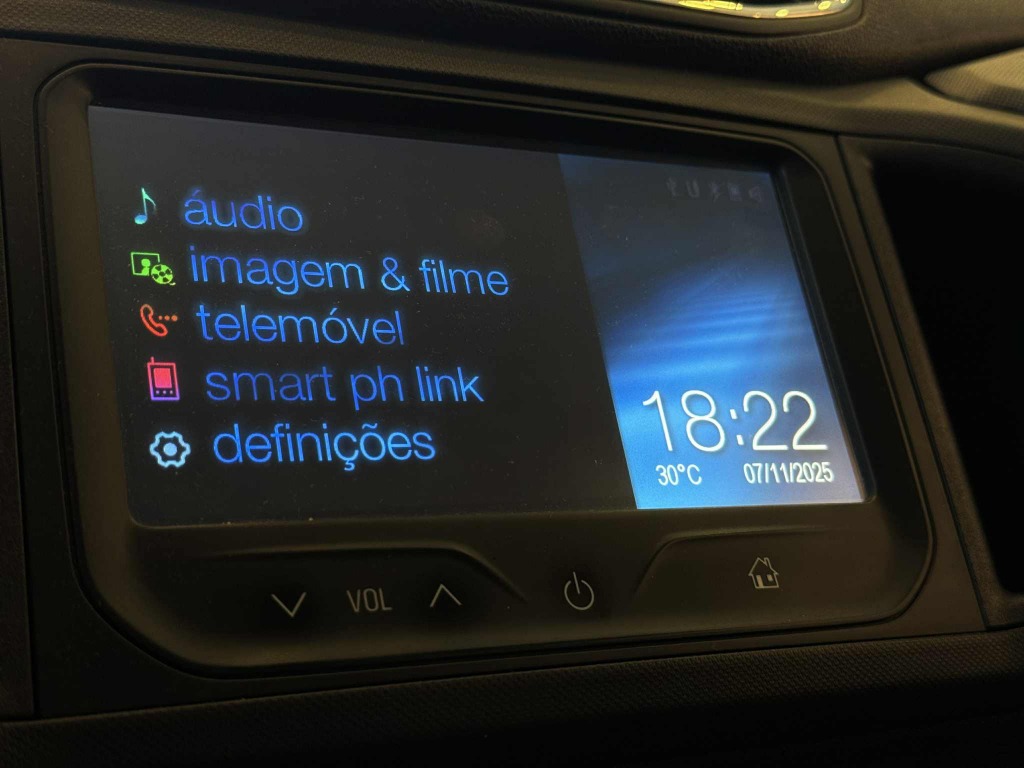 áudio
imagem & filme
telemóvel
smart ph link
definições
18:22
30°C 07/11/2025
VOL